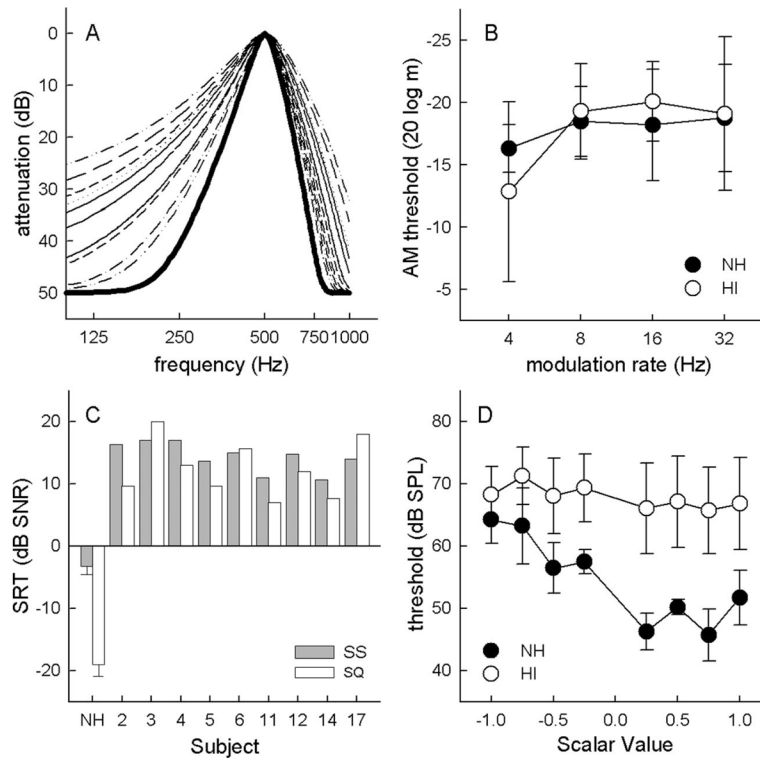 A
0
10
20
30
40
50
attenuation (dB)
125 250 500 750 1000
frequency (Hz)
B
-25
-20
-15
-10
-5
AM threshold (20 log m)
NH
HI
4 8 16 32
modulation rate (Hz)
C
20
10
0
-10
-20
SRT (dB SNR)
SS
SQ
NH 2 3 4 5 6 11 12 14 17
Subject
D
80
70
60
50
40
threshold (dB SPL)
NH
HI
-1.0 -0.5 0.0 0.5 1.0
Scalar Value